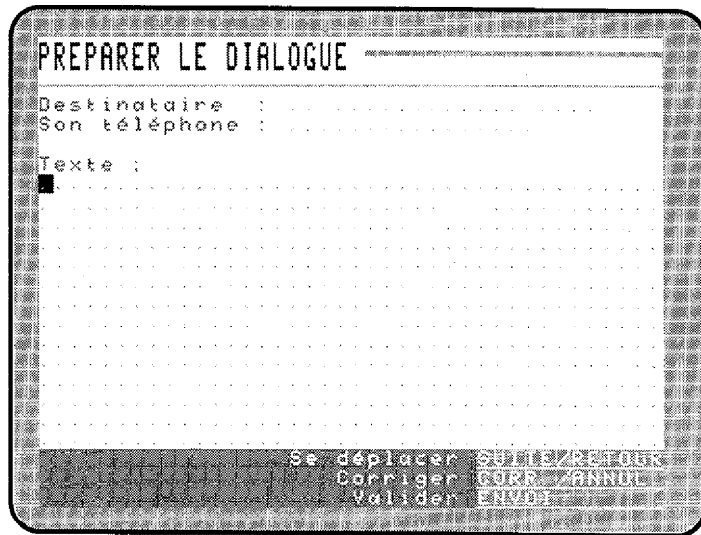 PREPARER LE DIALOGUE
Destinataire :
Son téléphone :
Texte :
Se déplacer SUITE/RETOUR
Corriger CORR./ANNUL
Valider ENVOI